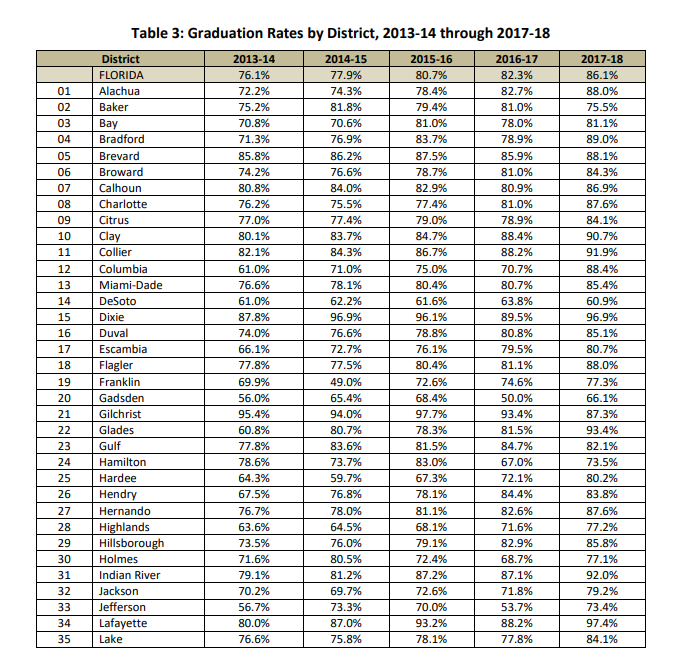 Table 3: Graduation Rates by District, 2013-14 through 2017-18
District 2013-14 2014-15 2015-16 2016-17 2017-18
FLORIDA 76.1% 77.9% 80.7% 82.3% 86.1%
01 Alachua 72.2% 74.3% 78.4% 82.7% 88.0%
02 Baker 75.2% 81.8% 79.4% 81.0% 75.5%
03 Bay 70.8% 70.6% 81.0% 78.0% 81.1%
04 Bradford 71.3% 76.9% 83.7% 78.9% 89.0%
05 Brevard 85.8% 86.2% 87.5% 85.9% 88.1%
06 Broward 74.2% 76.6% 78.7% 81.0% 84.3%
07 Calhoun 80.8% 84.0% 82.9% 80.9% 86.9%
08 Charlotte 76.2% 75.5% 77.4% 81.0% 87.6%
09 Citrus 77.0% 77.4% 79.0% 78.9% 84.1%
10 Clay 80.1% 83.7% 84.7% 88.4% 90.7%
11 Collier 82.1% 84.3% 86.7% 88.2% 91.9%
12 Columbia 61.0% 71.0% 75.0% 70.7% 88.4%
13 Miami-Dade 76.6% 78.1% 80.4% 80.7% 85.4%
14 DeSoto 61.0% 62.2% 61.6% 63.8% 60.9%
15 Dixie 87.8% 96.9% 96.1% 89.5% 96.9%
16 Duval 74.0% 76.6% 78.8% 80.8% 85.1%
17 Escambia 66.1% 72.7% 76.1% 79.5% 80.7%
18 Flagler 77.8% 77.5% 80.4% 81.1% 88.0%
19 Franklin 69.9% 49.0% 72.6% 74.6% 77.3%
20 Gadsden 56.0% 65.4% 68.4% 50.0% 66.1%
21 Gilchrist 95.4% 94.0% 97.7% 93.4% 87.3%
22 Glades 60.8% 80.7% 78.3% 81.5% 93.4%
23 Gulf 77.8% 83.6% 81.5% 84.7% 82.1%
24 Hamilton 78.6% 73.7% 83.0% 67.0% 73.5%
25 Hardee 64.3% 59.7% 67.3% 72.1% 80.2%
26 Hendry 67.5% 76.8% 78.1% 84.4% 83.8%
27 Hernando 76.7% 78.0% 81.1% 82.6% 87.6%
28 Highlands 63.6% 64.5% 68.1% 71.6% 77.2%
29 Hillsborough 73.5% 76.0% 79.1% 82.9% 85.8%
30 Holmes 71.6% 80.5% 72.4% 68.7% 77.1%
31 Indian River 79.1% 81.2% 87.2% 87.1% 92.0%
32 Jackson 70.2% 69.7% 72.6% 71.8% 79.2%
33 Jefferson 56.7% 73.3% 70.0% 53.7% 73.4%
34 Lafayette 80.0% 87.0% 93.2% 88.2% 97.4%
35 Lake 76.6% 75.8% 78.1% 77.8% 84.1%